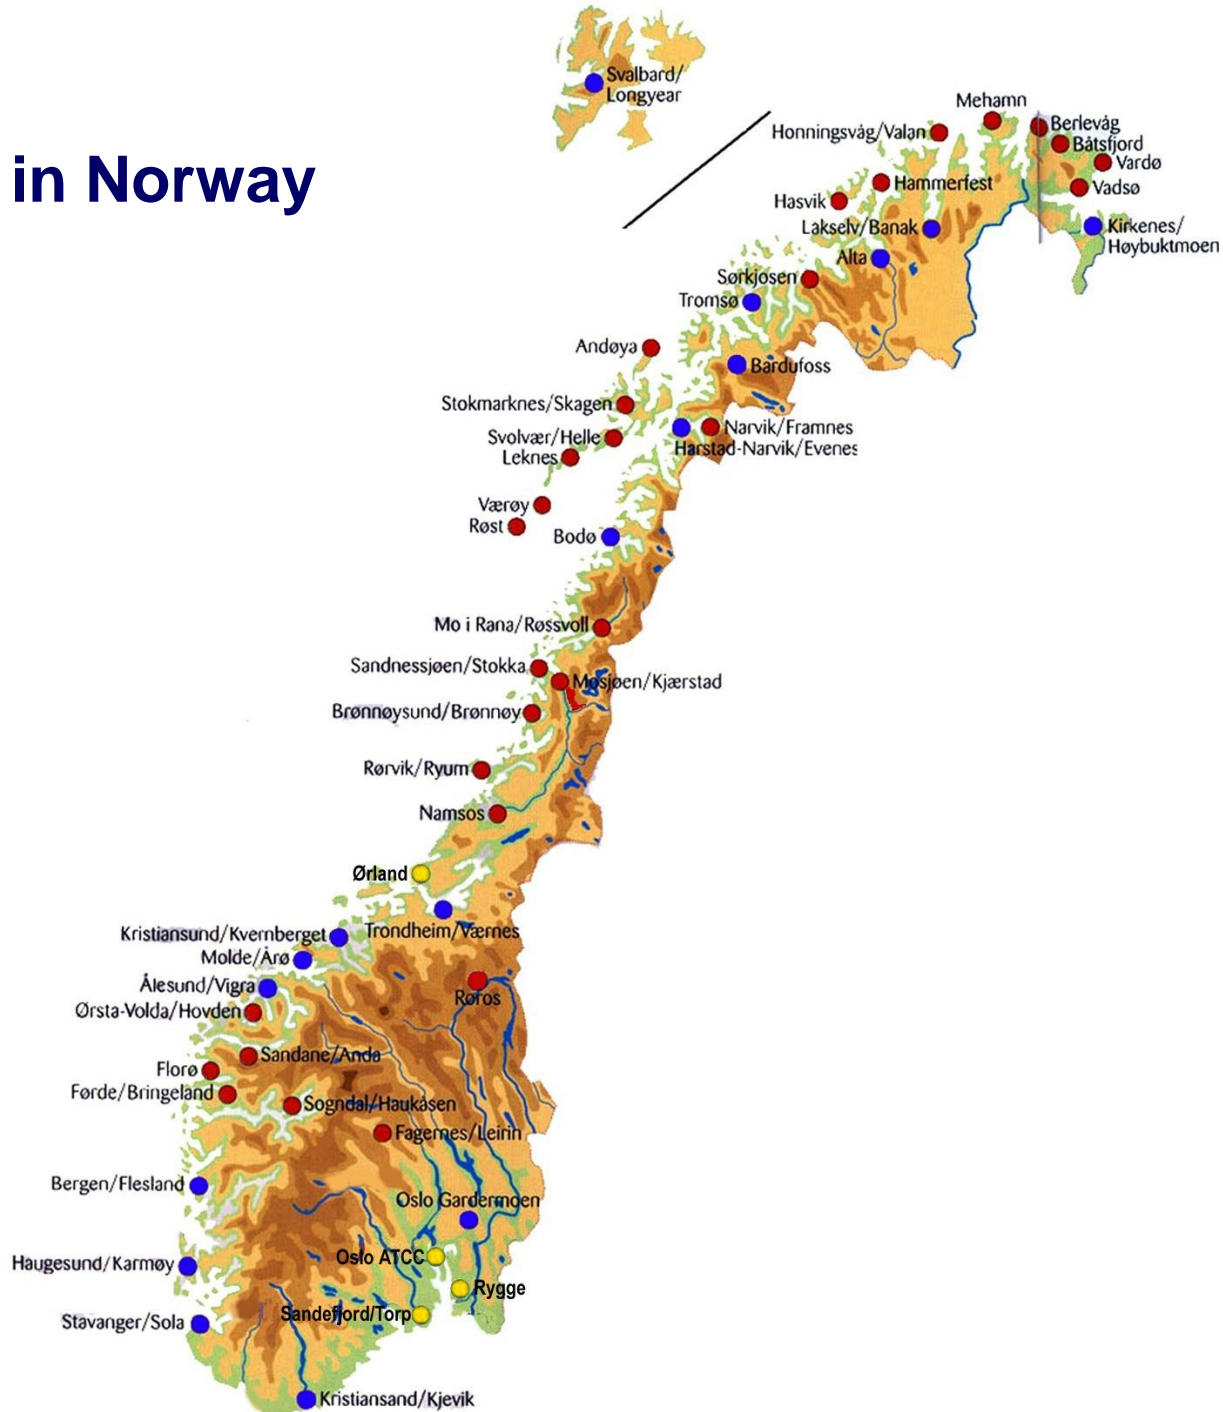 in Norway
Svalbard/
Longyear
Mehamn
Honningsvåg/Valan
Berlevåg
Båtsfjord
Vardø
Hammerfest
Vadsø
Hasvik
Lakselv/Banak
Kirkenes/
Høybuktmoen
Alta
Sørkjosen
Tromsø
Andøya
Bardufoss
Stokmarknes/Skagen
Narvik/Framnes
Svolvær/Helle
Harstad-Narvik/Evenes
Leknes
Værøy
Røst
Bodø
Mo i Rana/Røssvoll
Sandnessjøen/Stokka
Mosjøen/Kjærstad
Brønnøysund/Brønnøy
Rørvik/Ryum
Namsos
Ørland
Trondheim/Værnes
Kristiansund/Kvernberget
Molde/Årø
Ålesund/Vigra
Røros
Ørsta-Volda/Hovden
Sandane/Anda
Florø
Førde/Bringeland
Sogndal/Haukåsen
Fagernes/Leirin
Bergen/Flesland
Oslo Gardermoen
Oslo ATCC
Haugesund/Karmøy
Rygge
Sandefjord/Torp
Stavanger/Sola
Kristiansand/Kjevik